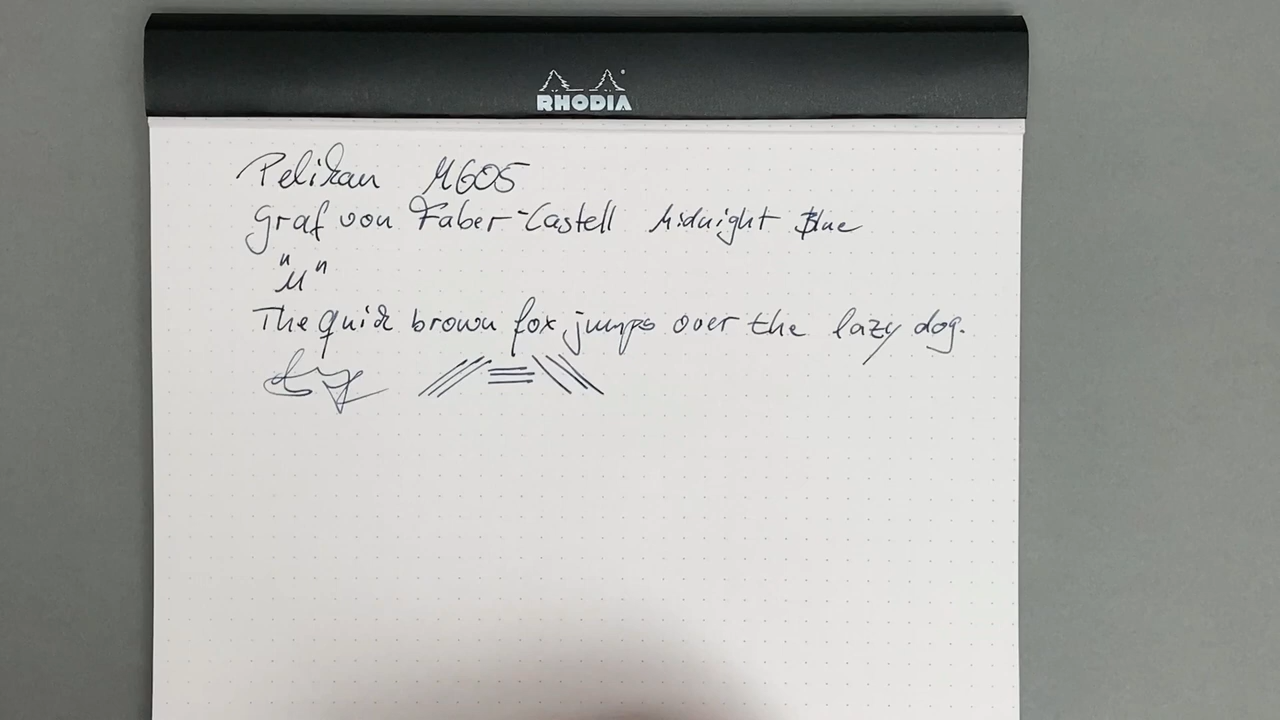 RHODIA
Pelikan M605
Graf von Faber-Castell Midnight Blue
"M"
The quick brown fox jumps over the lazy dog.